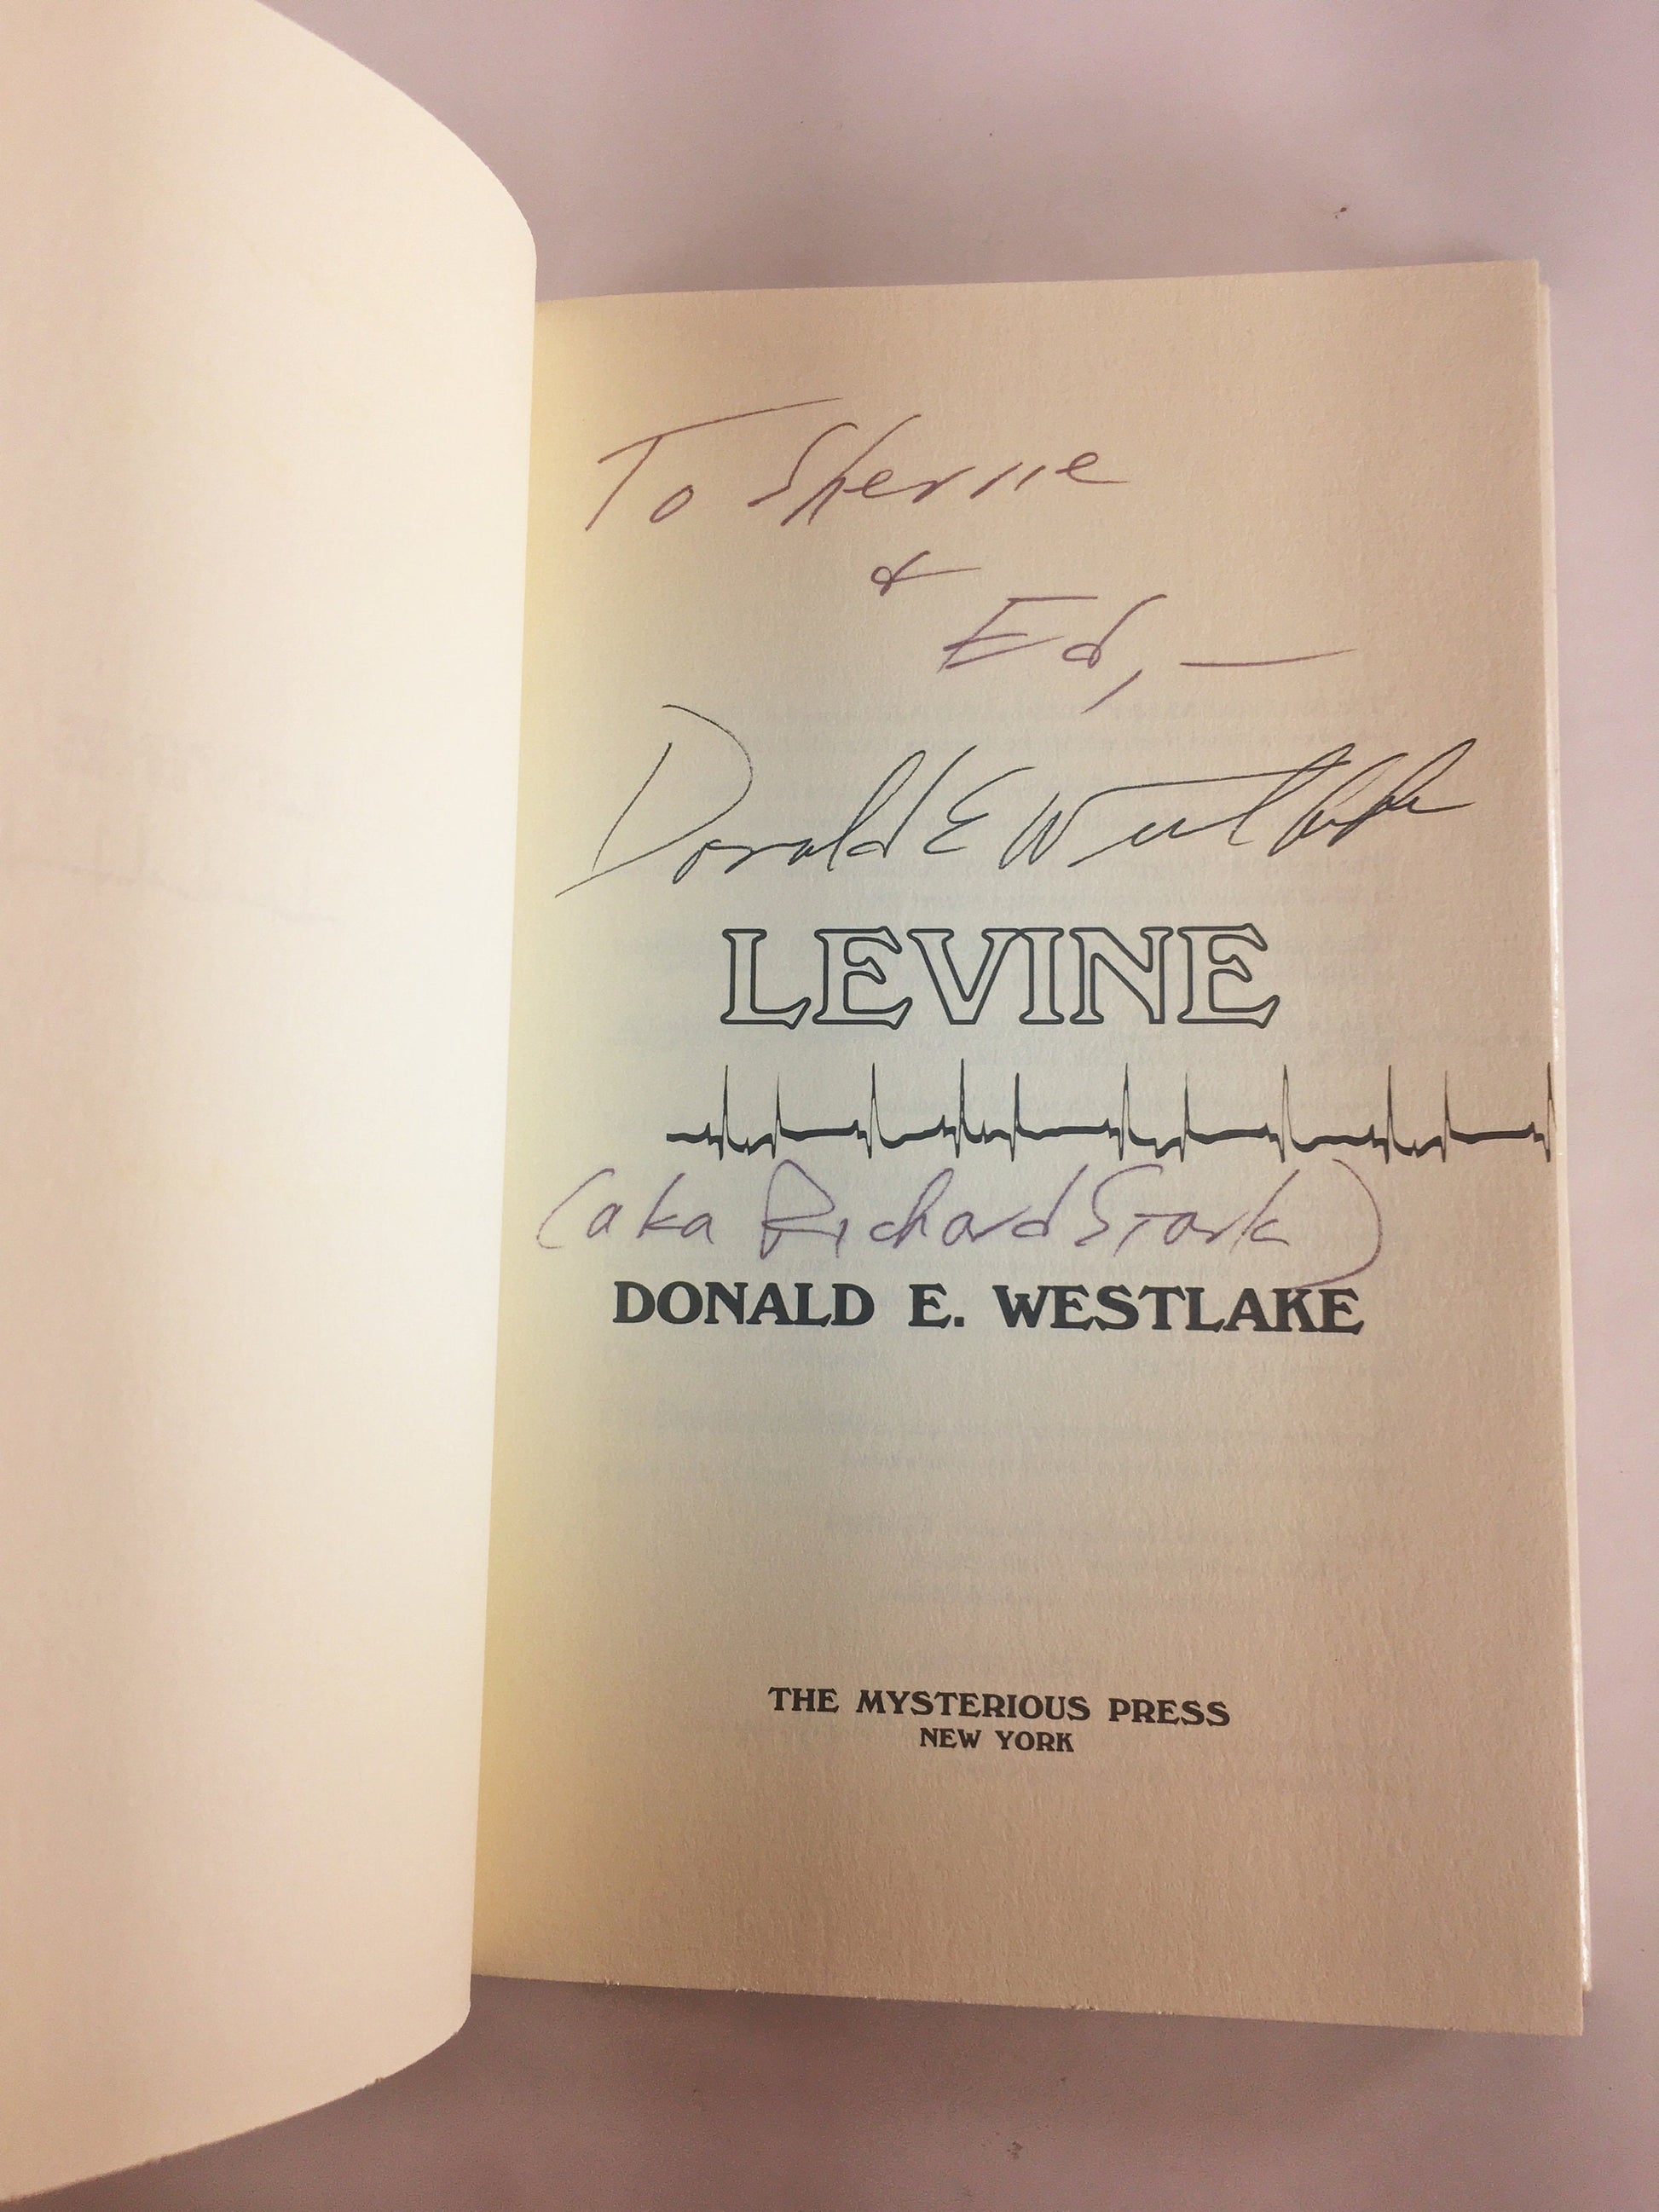 To Sherrie
&
Ed, —
Donald E Westlake
LEVINE
(aka Richard Stark)
DONALD E. WESTLAKE
THE MYSTERIOUS PRESS
NEW YORK